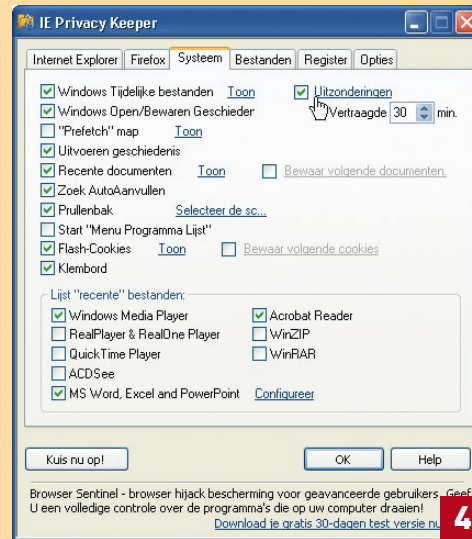 IE Privacy Keeper
Internet Explorer Firefox Systeem Bestanden Register Opties
Windows Tijdelijke bestanden Toon Uitzonderingen
Windows Open/Bewaren Geschieder Vertraagde 30 min.
"Prefetch" map Toon
Uitvoeren geschiedenis
Recente documenten Toon Bewaar volgende documenten.
Zoek AutoAanvullen
Prullenbak Selecteer de sc...
Start "Menu Programma Lijst"
Flash-Cookies Toon Bewaar volgende cookies
Klembord
Lijst "recente" bestanden:
Windows Media Player Acrobat Reader
RealPlayer & RealOne Player WinZIP
QuickTime Player WinRAR
ACDSee
MS Word, Excel and PowerPoint Configureer
Kuis nu op! OK Help
Browser Sentinel - browser hijack bescherming voor geavanceerde gebruikers. Geef
U een volledige controle over de programma's die op uw computer draaien!
Download je gratis 30-dagen test versie
4